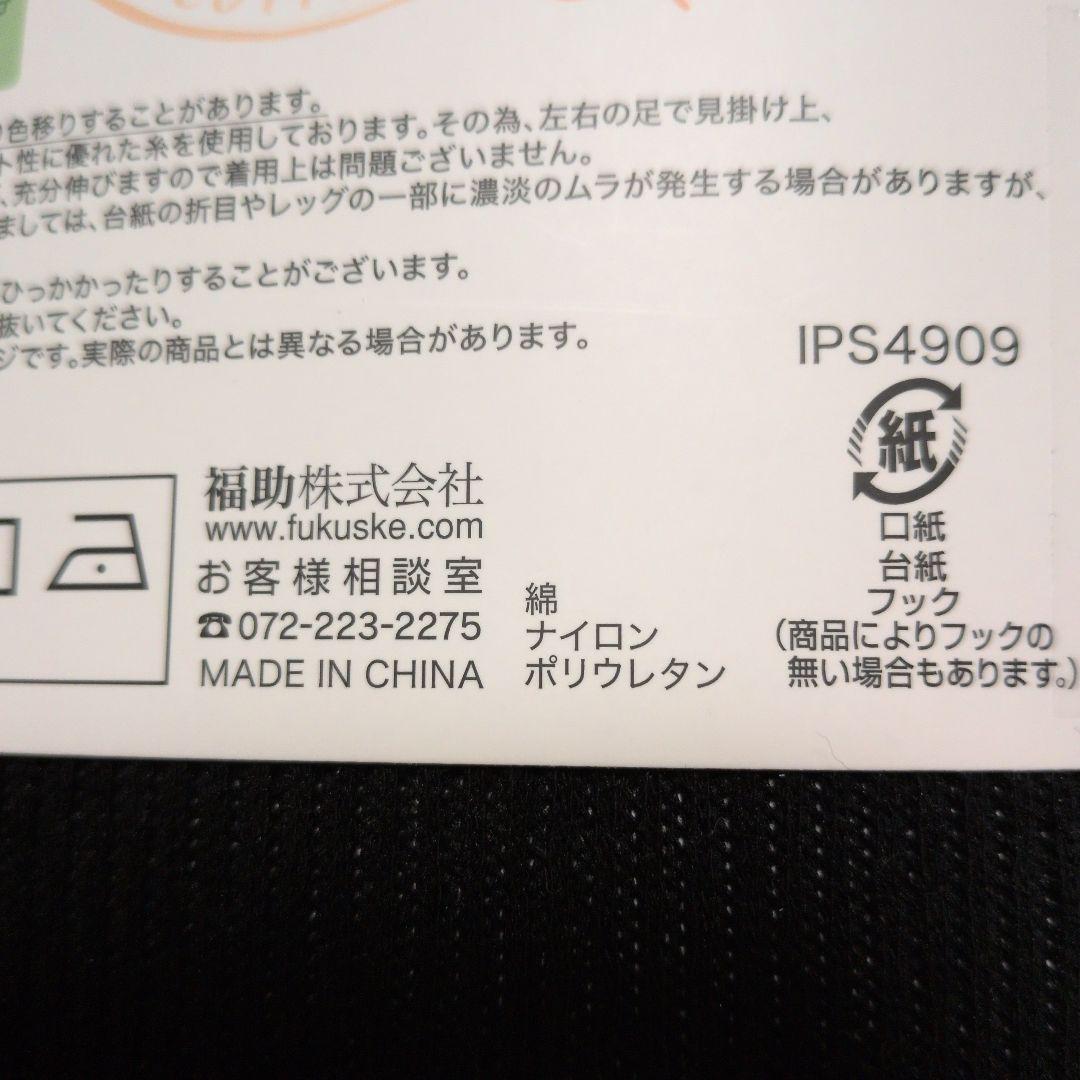 り色移りすることがあります。
ト性に優れた糸を使用しております。その為、左右の足で見掛け上、
、充分伸びますので着用上は問題ございません。
ましては、台紙の折目やレッグの一部に濃淡のムラが発生する場合がありますが、
ひっかかったりすることがございます。
抜いてください。
ジです。実際の商品とは異なる場合があります。
IPS4909
紙
口紙
台紙
フック
(商品によりフックの
無い場合もあります。)
福助株式会社
www.fukuske.com
お客様相談室
☎072-223-2275
MADE IN CHINA
綿
ナイロン
ポリウレタン